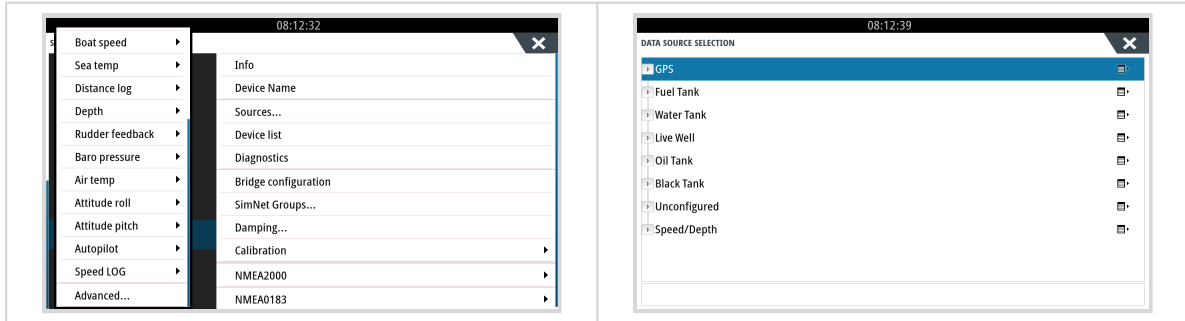 08:12:32
S
Boat speed
Sea temp
Distance log
Depth
Rudder feedback
Baro pressure
Air temp
Attitude roll
Attitude pitch
Autopilot
Speed LOG
Advanced...
Info
Device Name
Sources...
Device list
Diagnostics
Bridge configuration
SimNet Groups...
Damping...
Calibration
NMEA2000
NMEA0183
08:12:39
DATA SOURCE SELECTION
GPS
Fuel Tank
Water Tank
Live Well
Oil Tank
Black Tank
Unconfigured
Speed/Depth